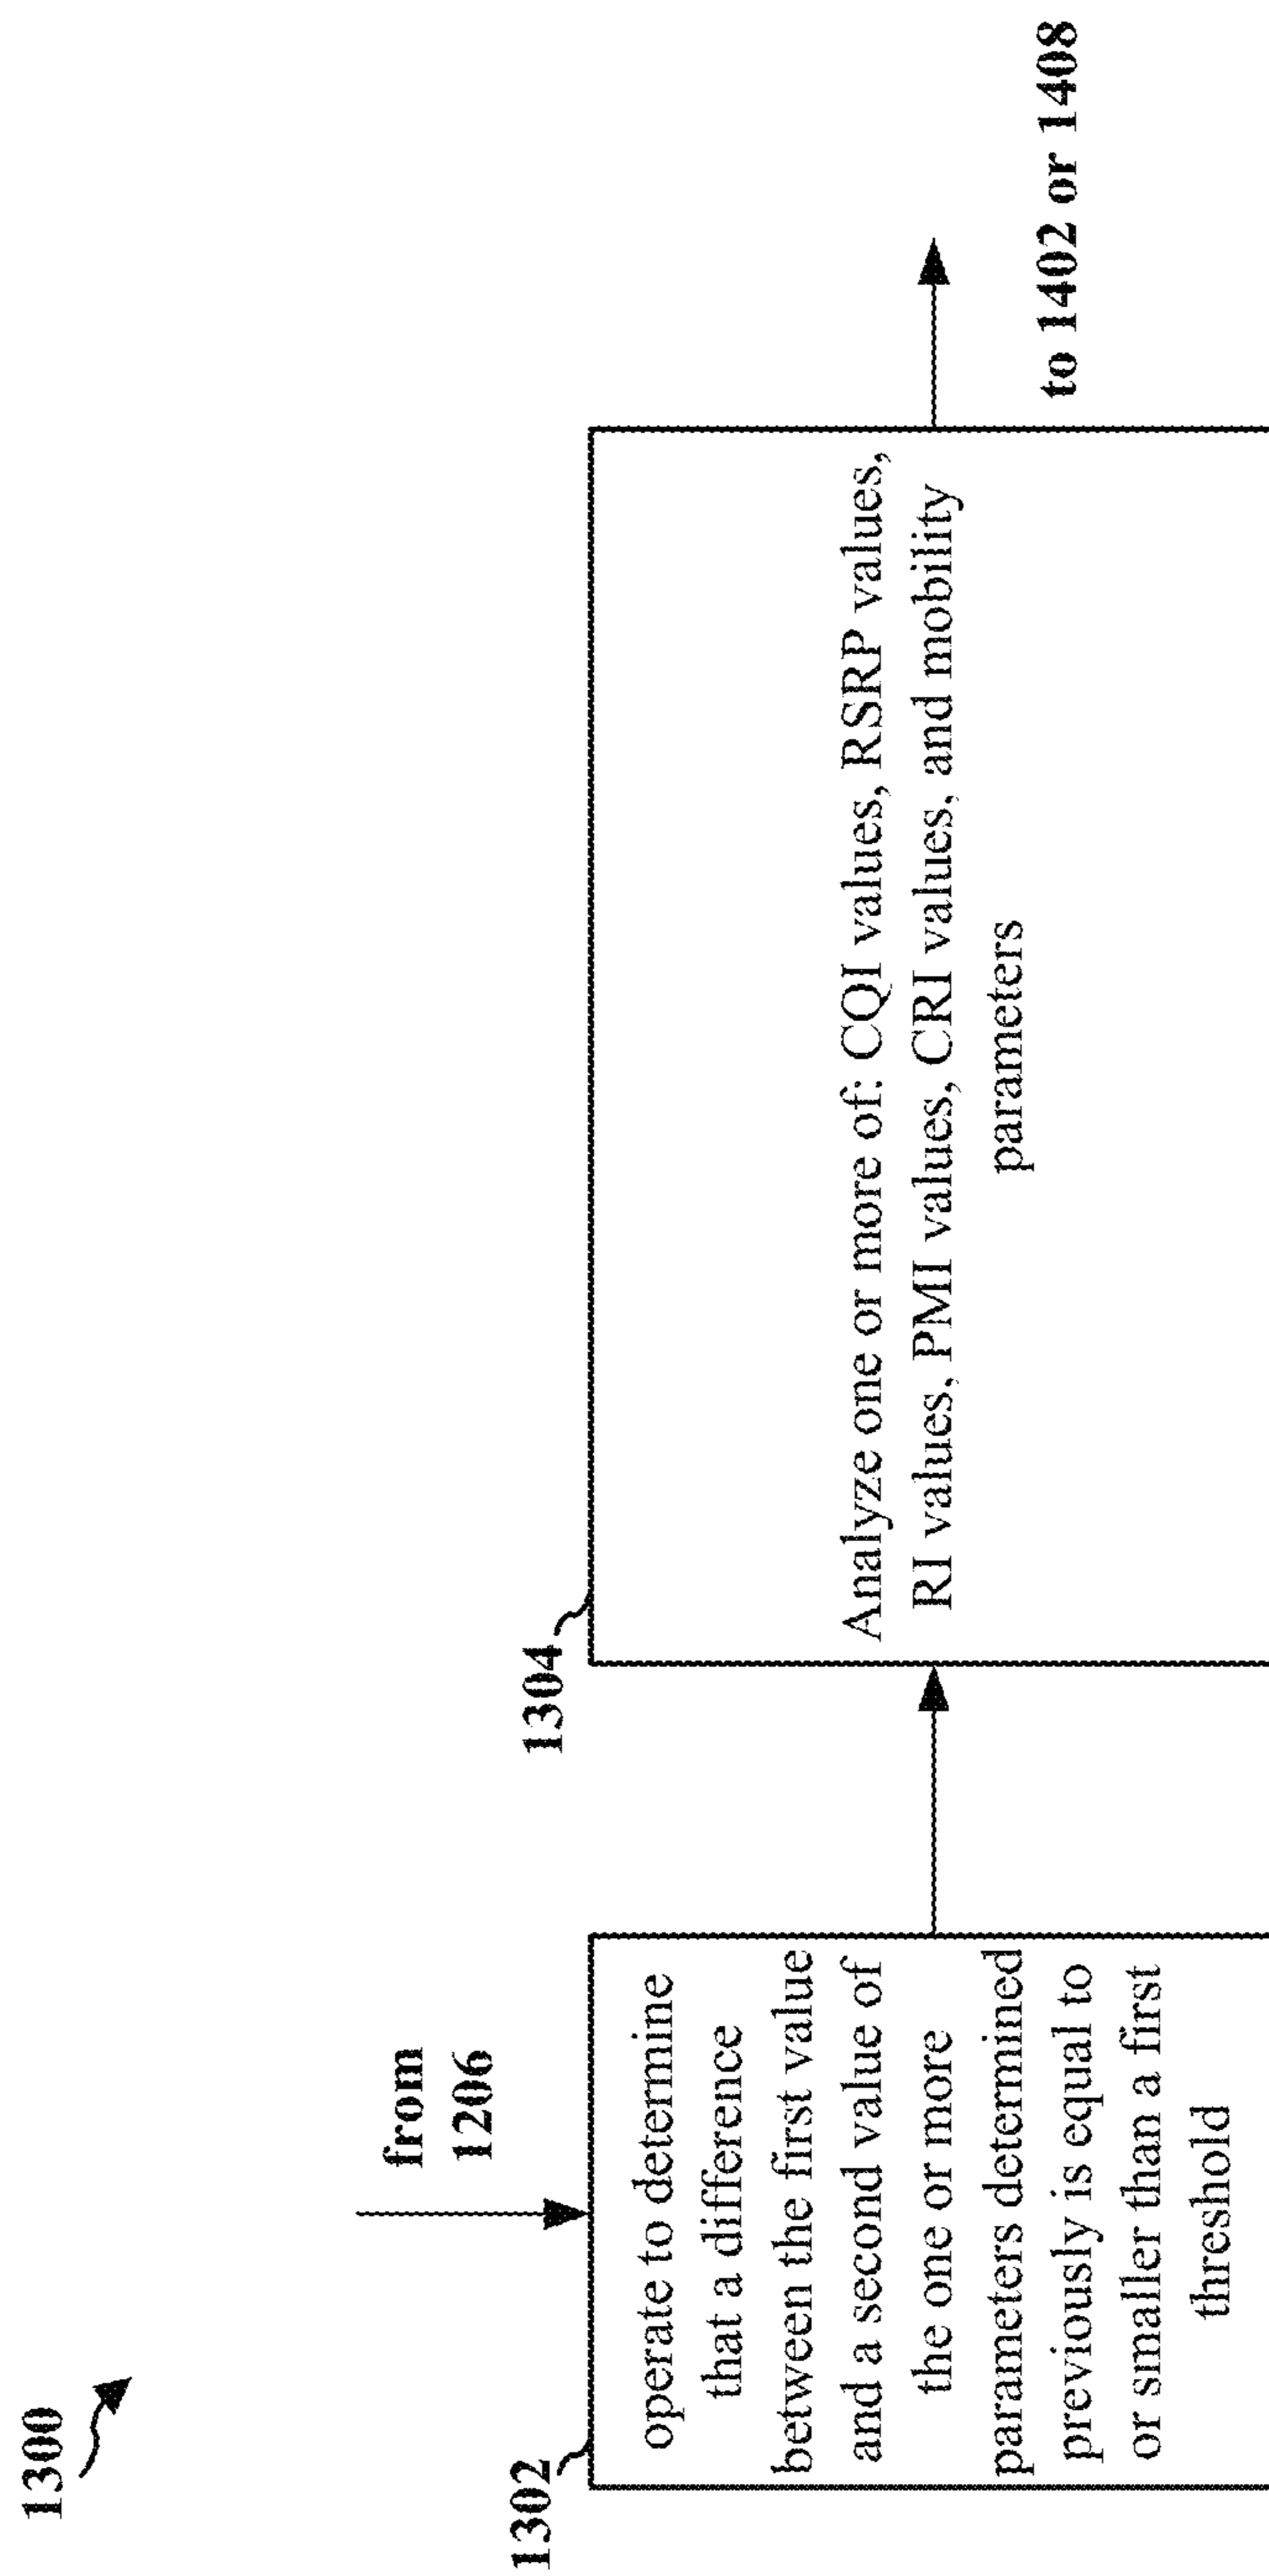 1300
from
1206
1302
operate to determine
that a difference
between the first value
and a second value of
the one or more
parameters determined
previously is equal to
or smaller than a first
threshold
1304
Analyze one or more of: CQI values, RSRP values,
RI values, PMI values, CRI values, and mobility
parameters
to 1402 or 1408